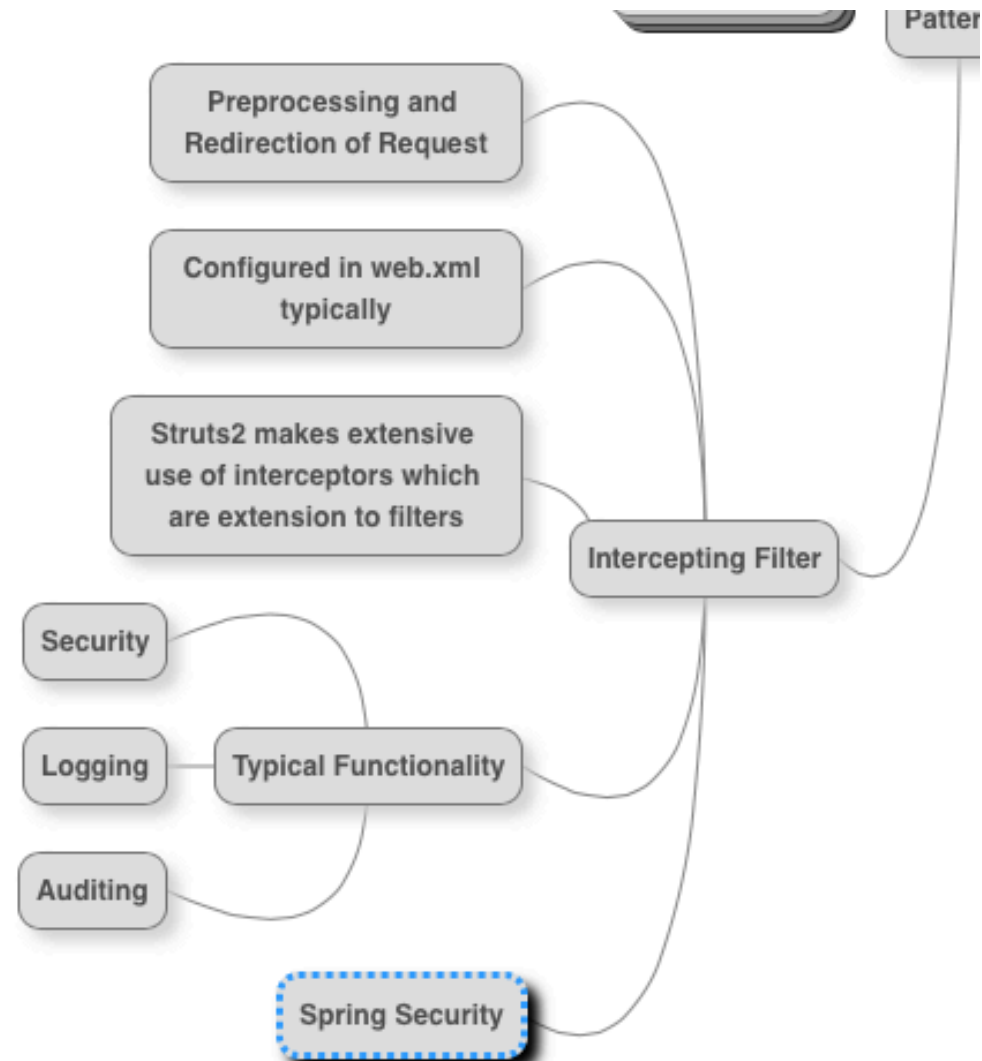 Preprocessing and
Redirection of Request
Configured in web.xml
typically
Struts2 makes extensive
use of interceptors which
are extension to filters
Intercepting Filter
Security
Logging
Typical Functionality
Auditing
Spring Security